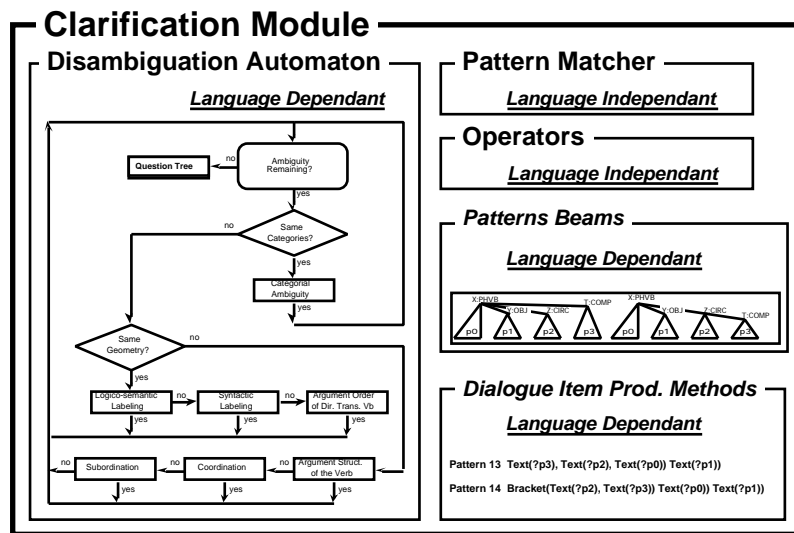 Clarification Module
Disambiguation Automaton
Language Dependant
Ambiguity
Remaining?
no
Question Tree
yes
Same
Categories?
no
yes
Categorial
Ambiguity
yes
Same
Geometry?
no
yes
Logico-semantic
Labeling
no
Syntactic
Labeling
no
Argument Order
of Dir. Trans. Vb
yes
yes
yes
no
Subordination
no
Coordination
no
Argument Struct.
of the Verb
no
yes
yes
yes
Pattern Matcher
Language Independant
Operators
Language Independant
Patterns Beams
Language Dependant
X:PHVB
Y:OBJ
Z:CIRC
T:COMP
p0
p1
p2
p3
X:PHVB
Y:OBJ
Z:CIRC
T:COMP
p0
p1
p2
p3
Dialogue Item Prod. Methods
Language Dependant
Pattern 13 Text(?p3), Text(?p2), Text(?p0)) Text(?p1))
Pattern 14 Bracket(Text(?p2), Text(?p3)) Text(?p0)) Text(?p1))